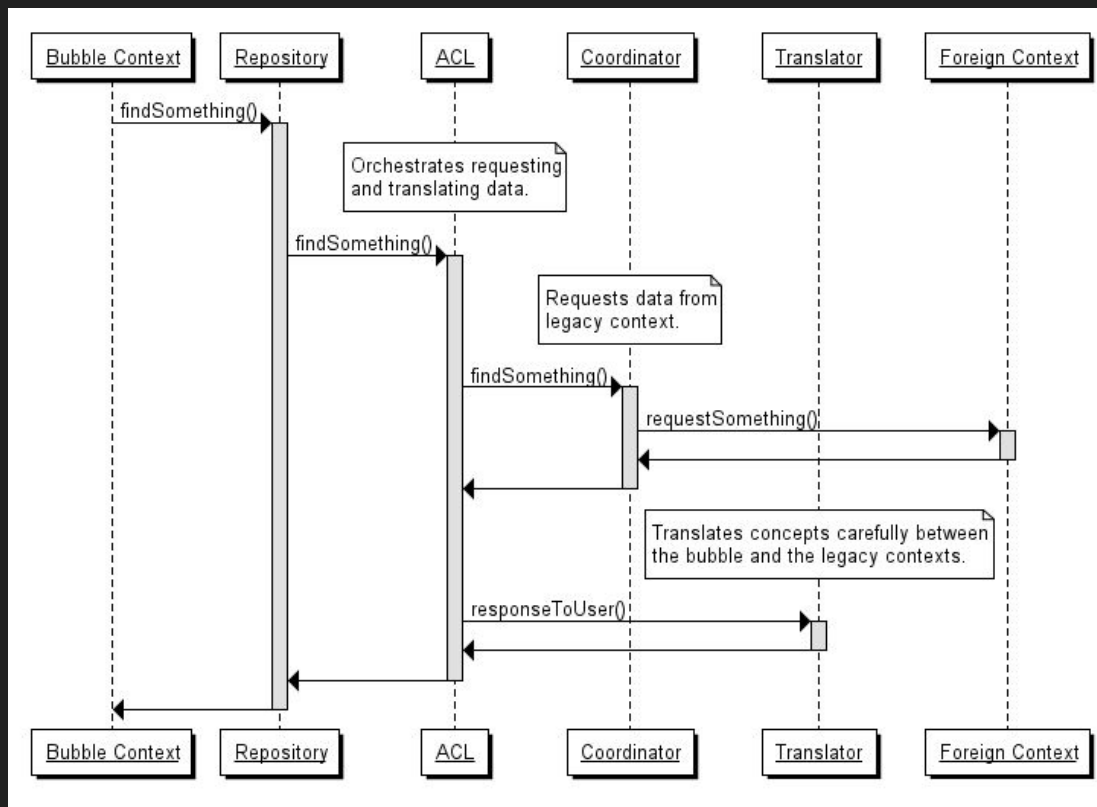 Bubble Context
Repository
ACL
Coordinator
Translator
Foreign Context
findSomething()
Orchestrates requesting
and translating data.
findSomething()
Requests data from
legacy context.
findSomething()
requestSomething()
Translates concepts carefully between
the bubble and the legacy contexts.
responseToUser()
Bubble Context
Repository
ACL
Coordinator
Translator
Foreign Context